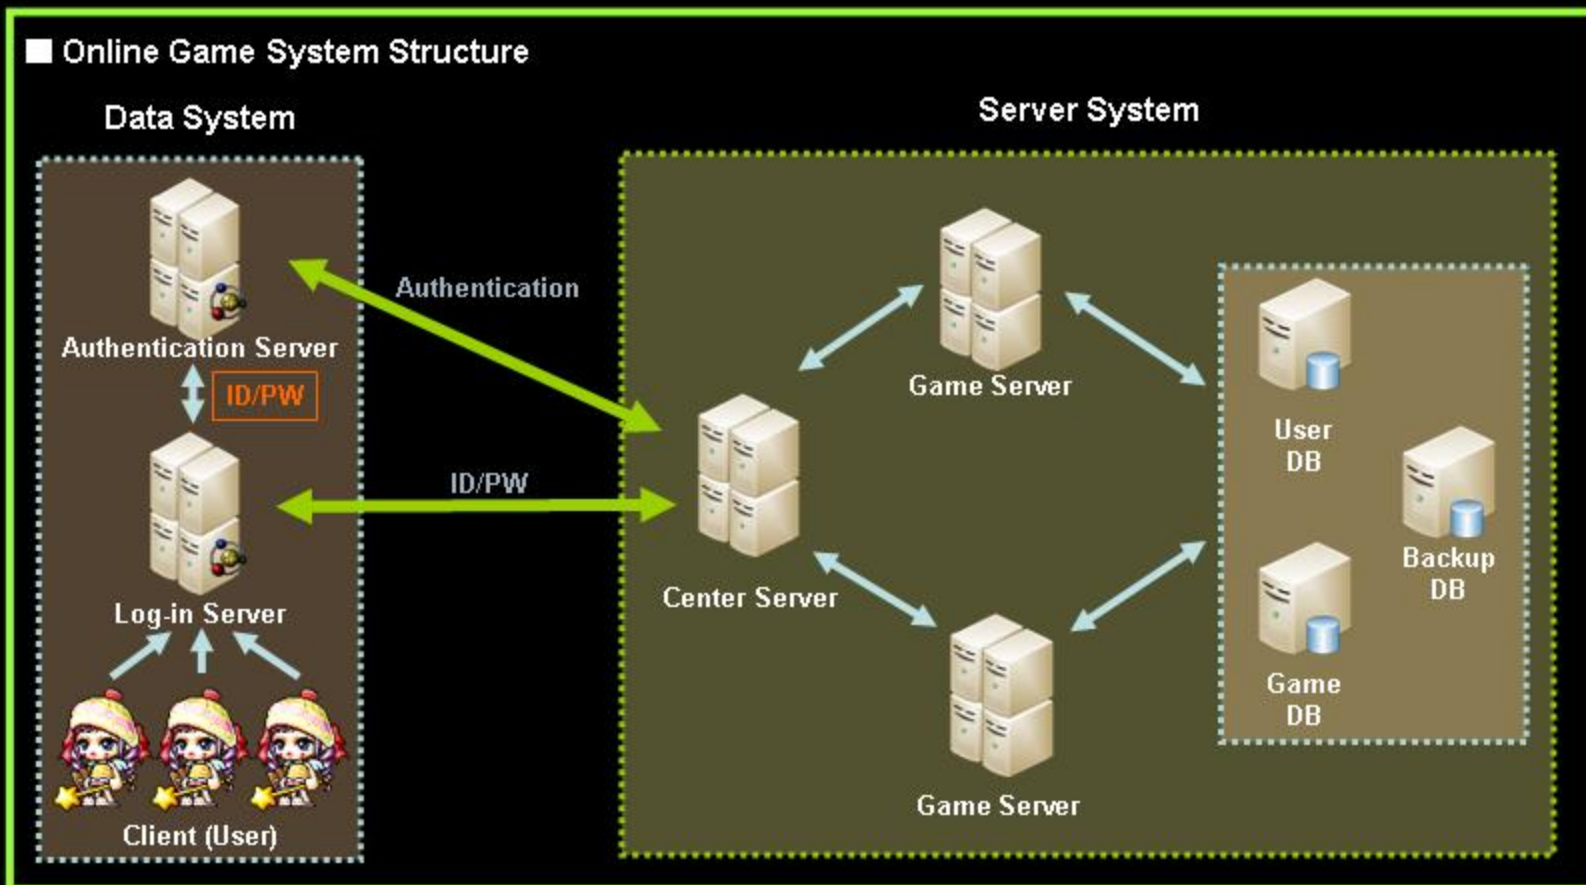 Online Game System Structure
Data System
Server System
Authentication Server
ID/PW
Log-in Server
Client (User)
Authentication
ID/PW
Center Server
Game Server
Game Server
User
DB
Backup
DB
Game
DB